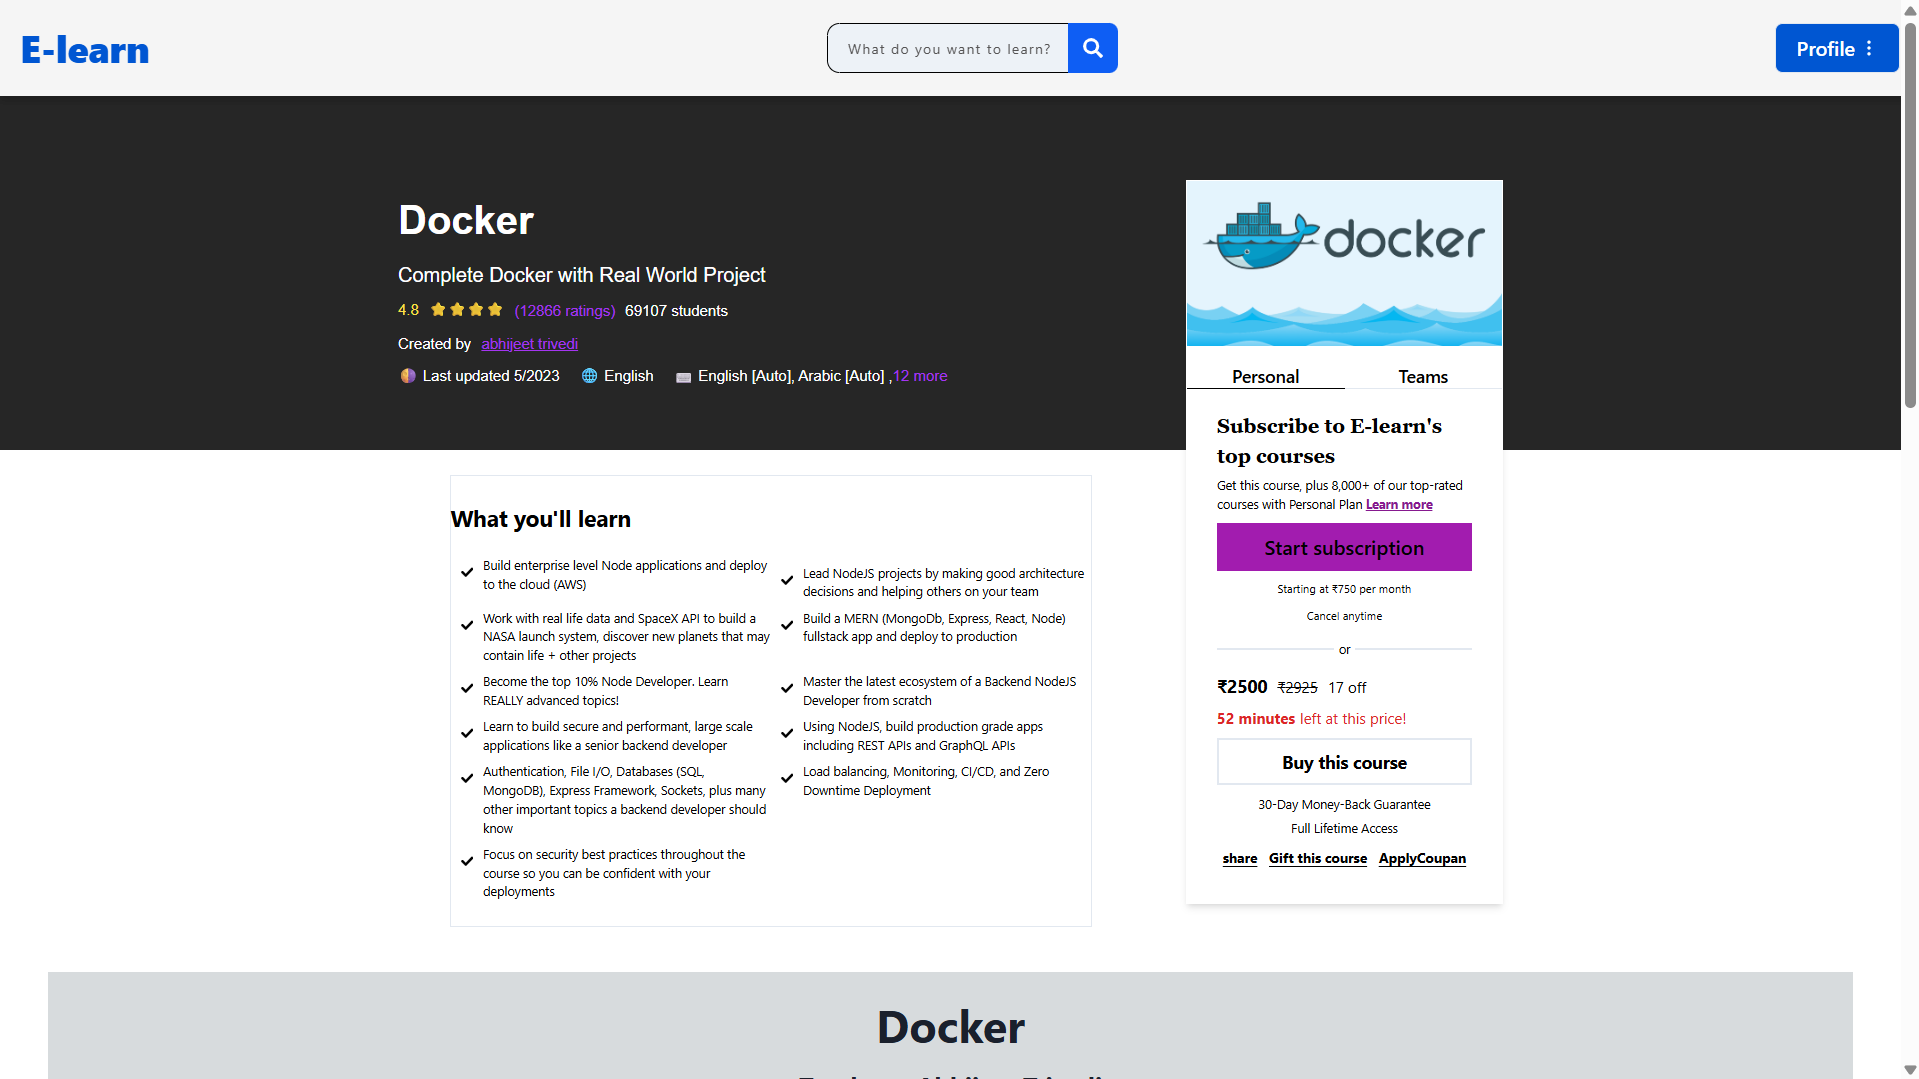 E-learn
What do you want to learn?
Profile
Docker
Complete Docker with Real World Project
4.8 (12866 ratings) 69107 students
Created by abhijeet trivedi
Last updated 5/2023 English English [Auto], Arabic [Auto] ,12 more
docker
Personal Teams
Subscribe to E-learn's
top courses
Get this course, plus 8,000+ of our top-rated
courses with Personal Plan Learn more
Start subscription
Starting at ₹750 per month
Cancel anytime
or
₹2500 ₹2925 17 off
52 minutes left at this price!
Buy this course
30-Day Money-Back Guarantee
Full Lifetime Access
share Gift this course ApplyCoupan
What you'll learn
Build enterprise level Node applications and deploy
to the cloud (AWS)
Lead NodeJS projects by making good architecture
decisions and helping others on your team
Work with real life data and SpaceX API to build a
NASA launch system, discover new planets that may
contain life + other projects
Build a MERN (MongoDb, Express, React, Node)
fullstack app and deploy to production
Become the top 10% Node Developer. Learn
REALLY advanced topics!
Master the latest ecosystem of a Backend NodeJS
Developer from scratch
Learn to build secure and performant, large scale
applications like a senior backend developer
Using NodeJS, build production grade apps
including REST APIs and GraphQL APIs
Authentication, File I/O, Databases (SQL,
MongoDB), Express Framework, Sockets, plus many
other important topics a backend developer should
know
Load balancing, Monitoring, CI/CD, and Zero
Downtime Deployment
Focus on security best practices throughout the
course so you can be confident with your
deployments
Docker